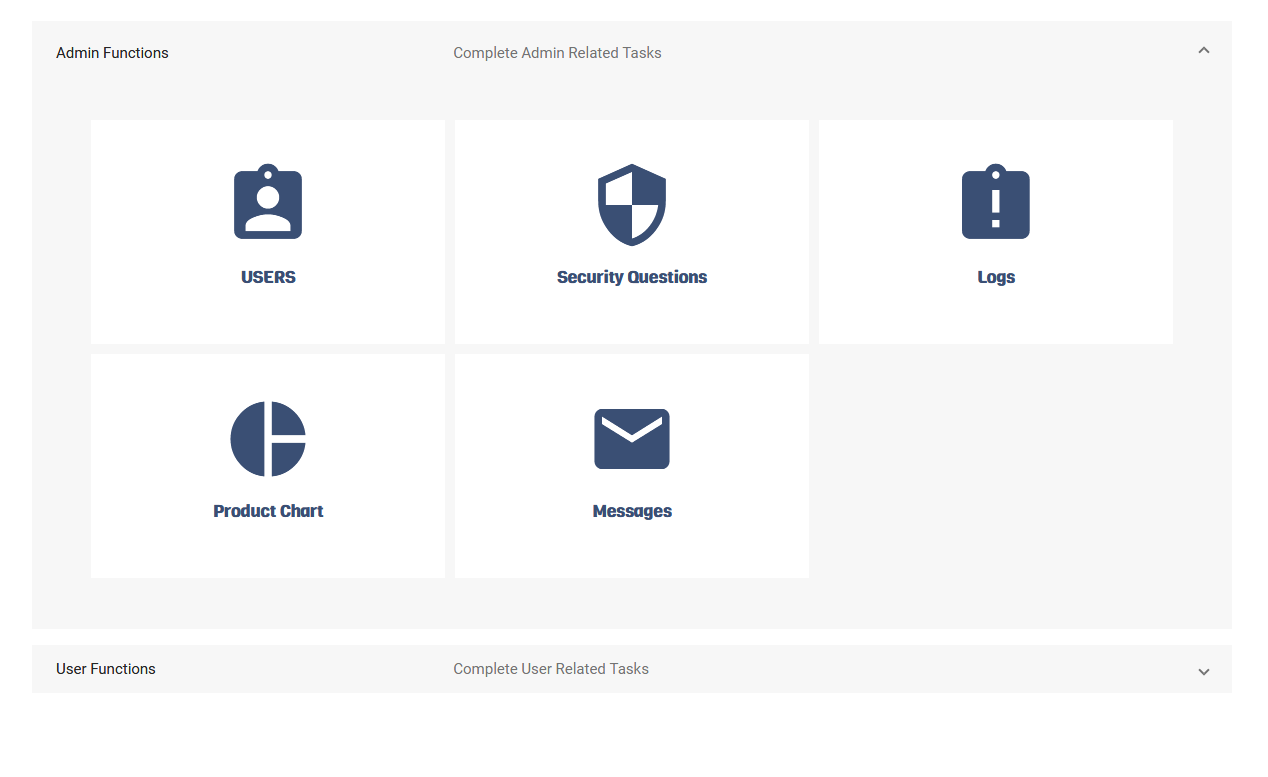 Admin Functions
Complete Admin Related Tasks
USERS
Security Questions
Logs
Product Chart
Messages
User Functions
Complete User Related Tasks